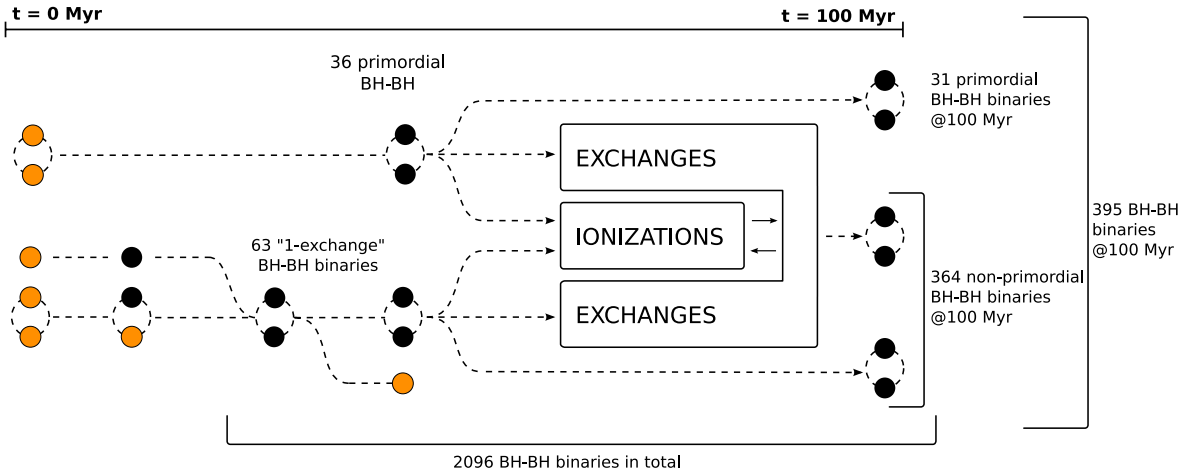 t = 0 Myr
t = 100 Myr
36 primordial
BH-BH
31 primordial
BH-BH binaries
@100 Myr
EXCHANGES
IONIZATIONS
EXCHANGES
63 "1-exchange"
BH-BH binaries
395 BH-BH
binaries
@100 Myr
364 non-primordial
BH-BH binaries
@100 Myr
2096 BH-BH binaries in total